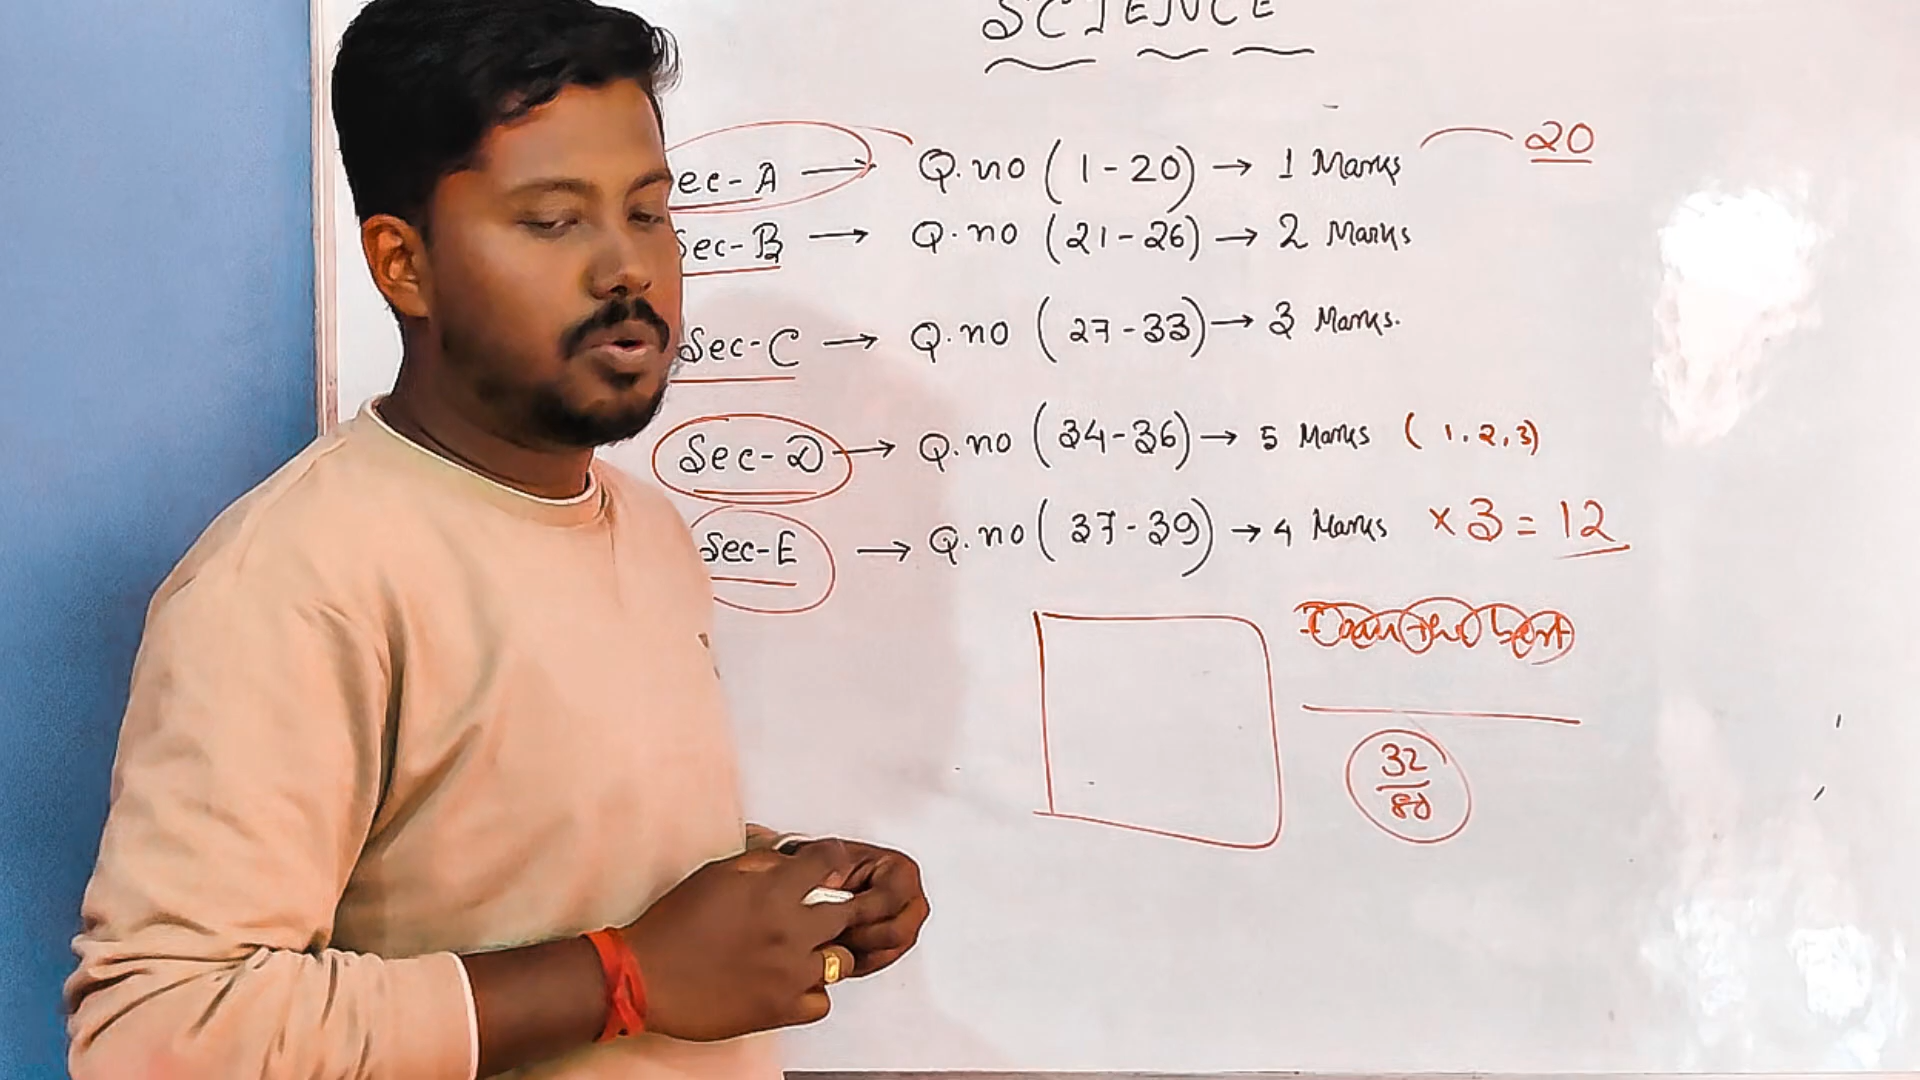 SCIENCE
ec-A → Q.no (1-20) → 1 Marks 20
Sec-B → Q.no (21-26) → 2 Marks
Sec-C → Q.no (27-33) → 3 Marks.
Sec-D → Q.no (34-36) → 5 Marks (1,2,3)
Sec-E → Q.no (37-39) → 4 Marks × 3 = 12
32
80